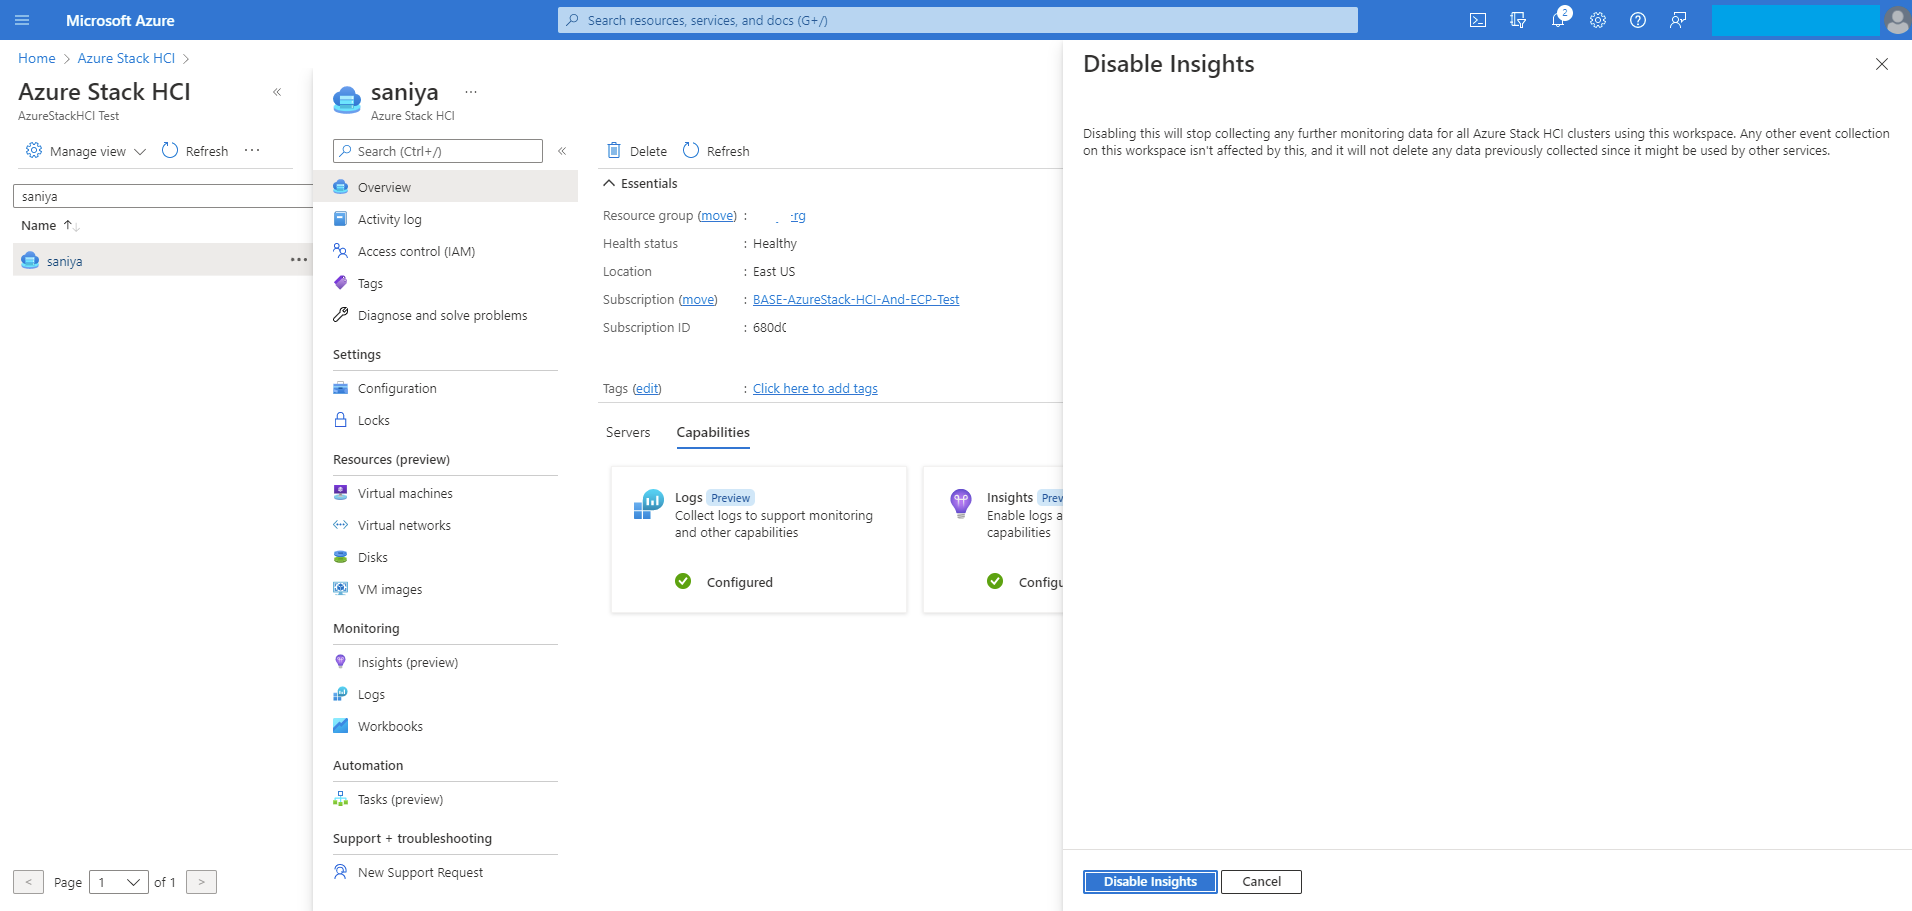 Microsoft Azure
Search resources, services, and docs (G+/)
2
Home > Azure Stack HCI >
Azure Stack HCI
AzureStackHCI Test
Manage view
Refresh
saniya
Name
saniya
< Page 1 of 1 >
saniya
Azure Stack HCI
Search (Ctrl+/)
Overview
Activity log
Access control (IAM)
Tags
Diagnose and solve problems
Settings
Configuration
Locks
Resources (preview)
Virtual machines
Virtual networks
Disks
VM images
Monitoring
Insights (preview)
Logs
Workbooks
Automation
Tasks (preview)
Support + troubleshooting
New Support Request
Delete
Refresh
Essentials
Resource group (move) : -rg
Health status : Healthy
Location : East US
Subscription (move) : BASE-AzureStack-HCI-And-ECP-Test
Subscription ID : 680d
Tags (edit) : Click here to add tags
Servers
Capabilities
Logs Preview
Collect logs to support monitoring
and other capabilities
Configured
Insights Prev
Enable logs a
capabilities
Configu
Disable Insights
Disabling this will stop collecting any further monitoring data for all Azure Stack HCI clusters using this workspace. Any other event collection
on this workspace isn't affected by this, and it will not delete any data previously collected since it might be used by other services.
Disable Insights
Cancel